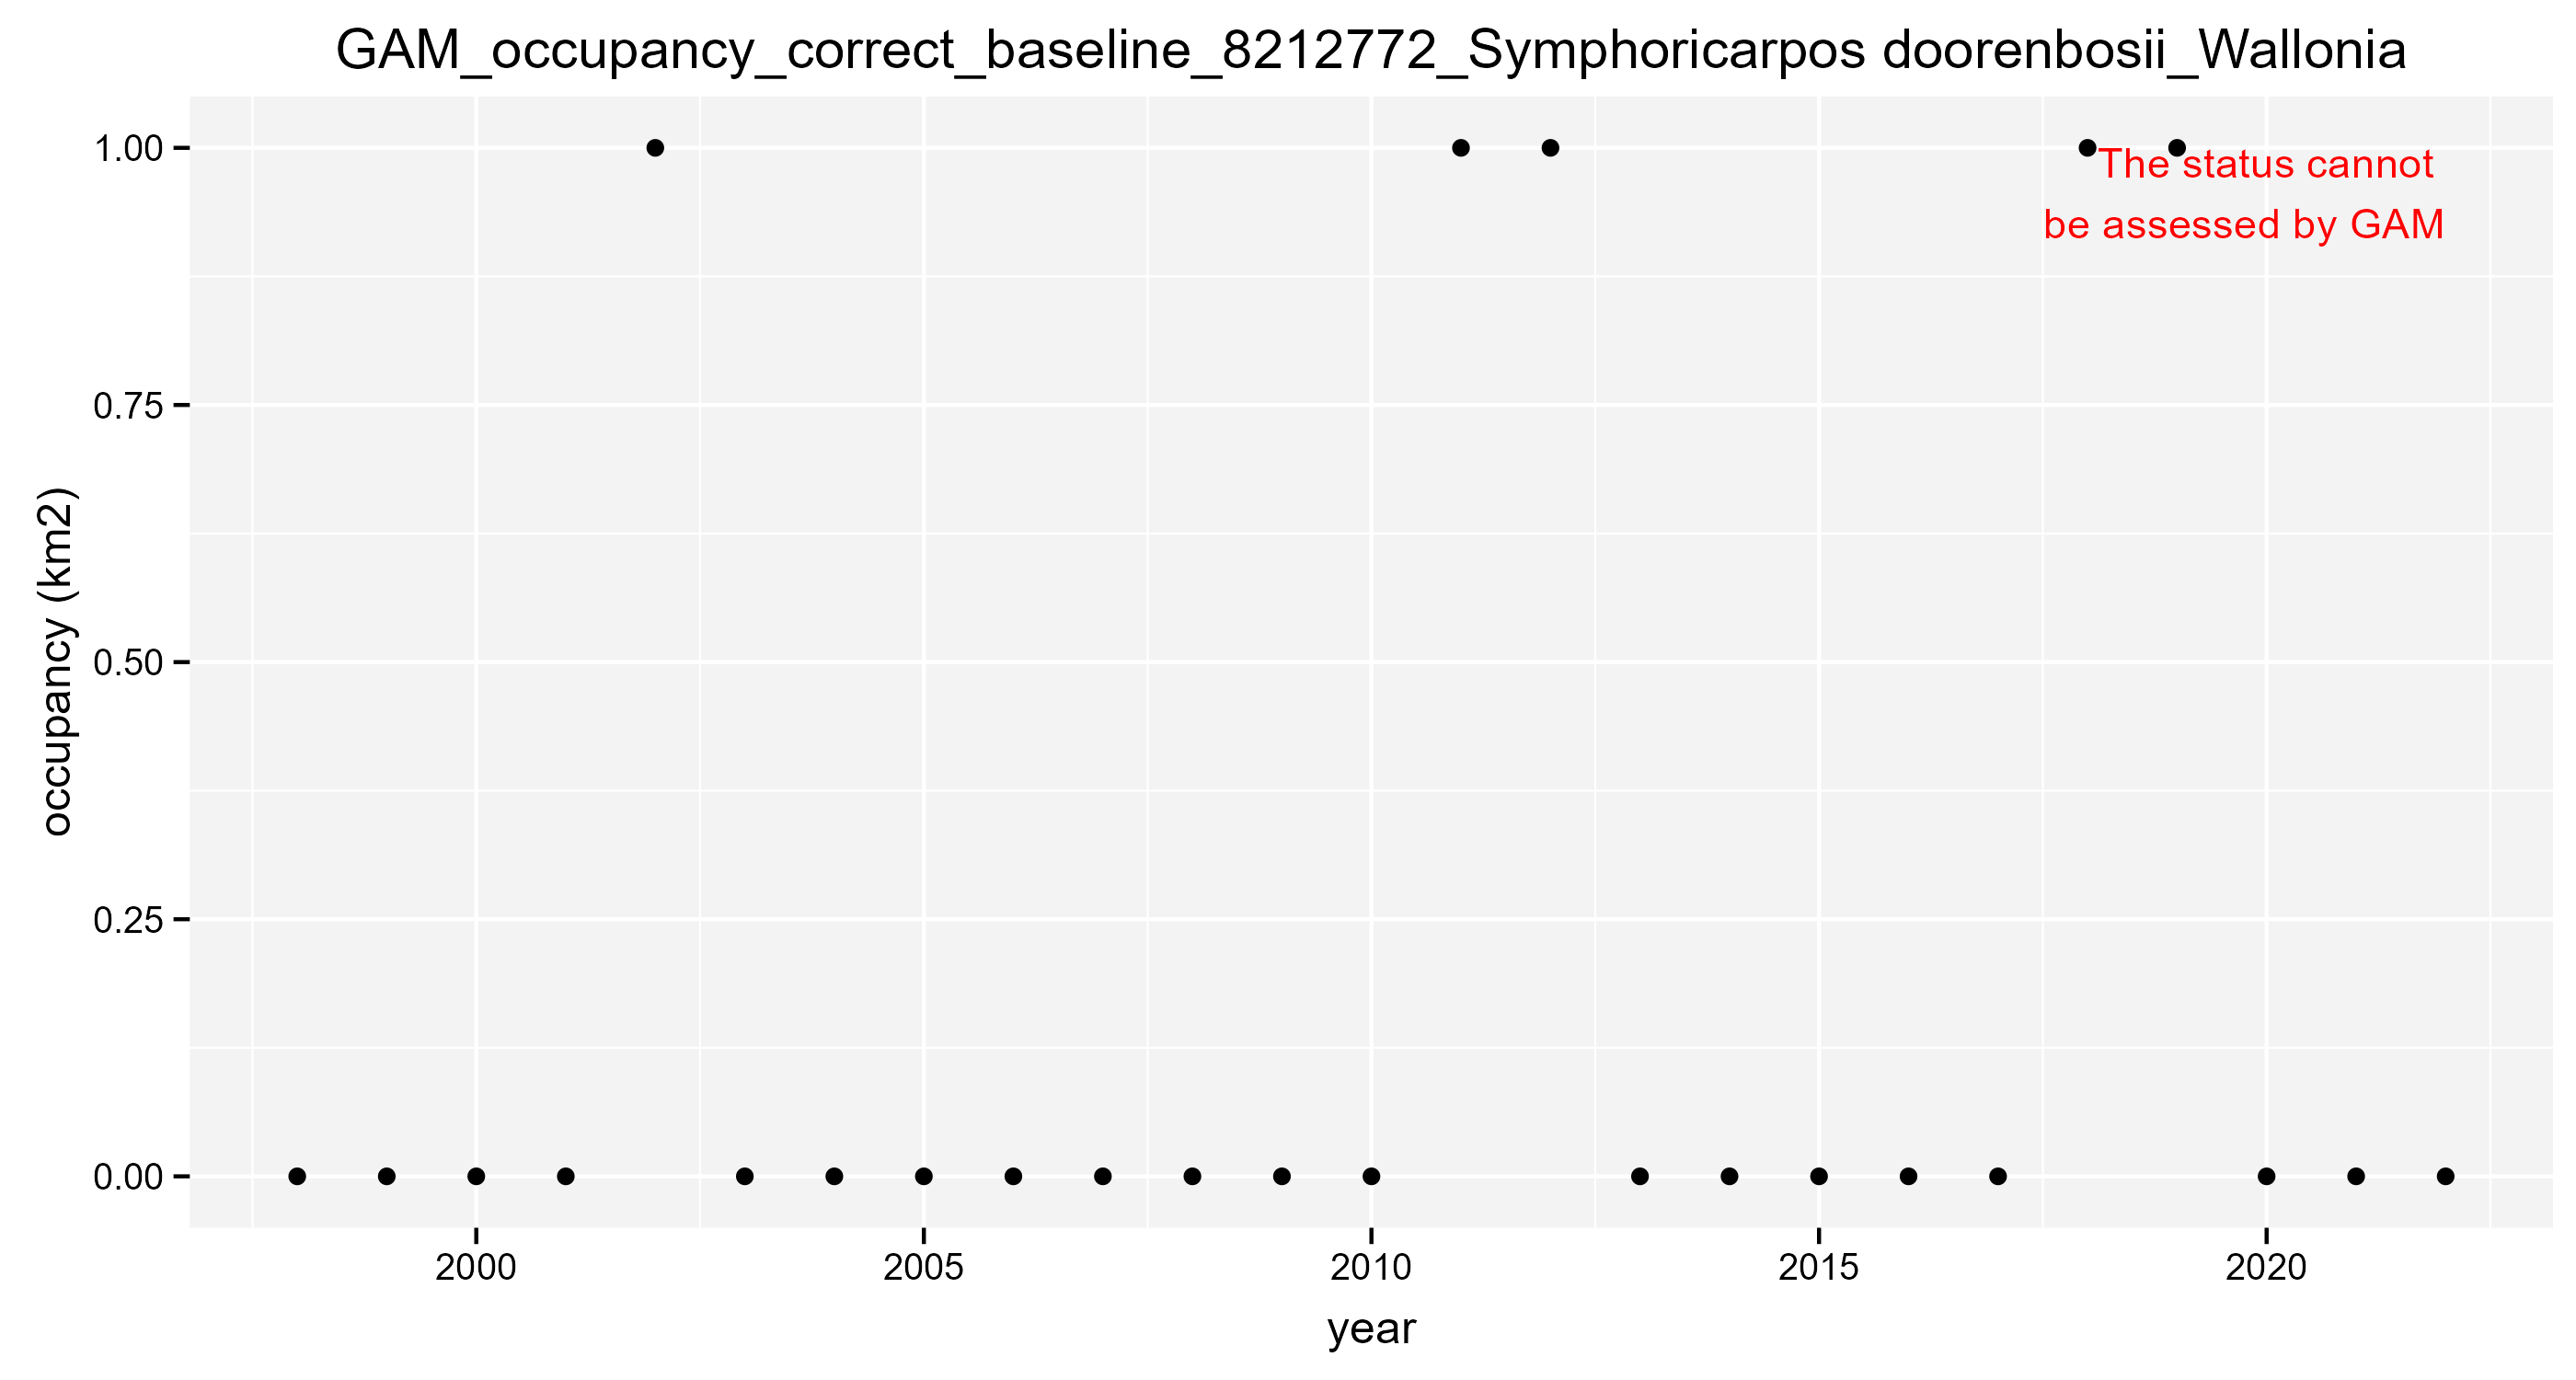 GAM_occupancy_correct_baseline_8212772_Symphoricarpos doorenbosii_Wallonia
1.00
The status cannot
be assessed by GAM
0.75
occupancy (km2)
0.50
0.25
0.00
2000 2005 2010 2015 2020
year